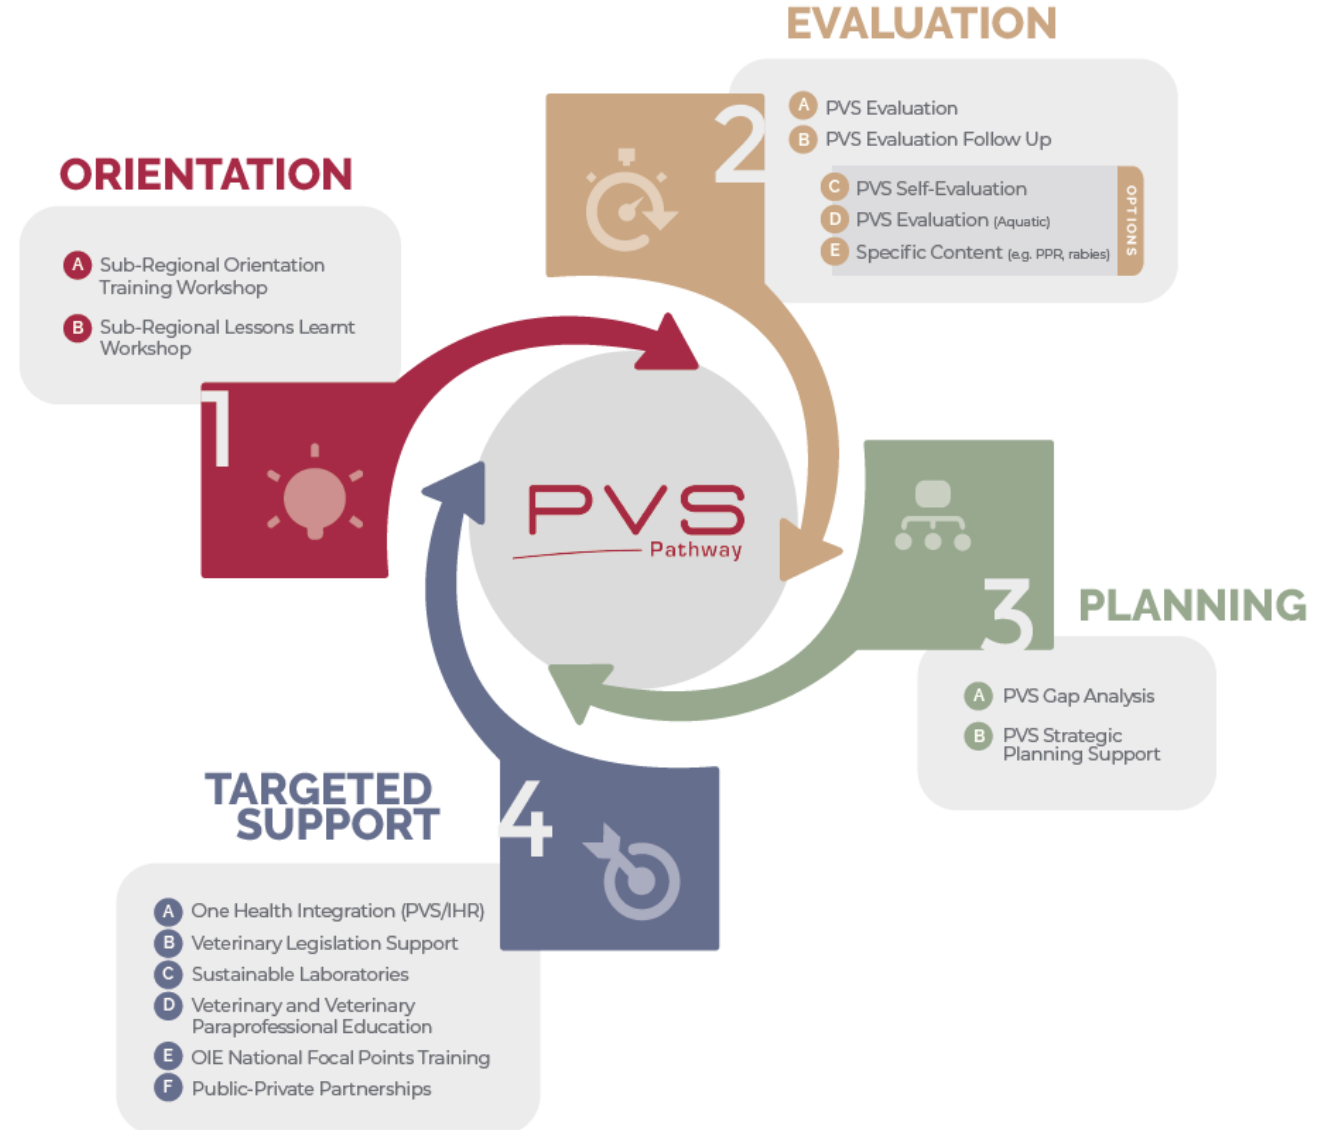 ORIENTATION
A Sub-Regional Orientation
Training Workshop
B Sub-Regional Lessons Learnt
Workshop
1
EVALUATION
2
A PVS Evaluation
B PVS Evaluation Follow Up
C PVS Self-Evaluation
D PVS Evaluation (Aquatic)
E Specific Content (e.g. PPR, rabies)
OPTIONS
PVS
Pathway
3
PLANNING
A PVS Gap Analysis
B PVS Strategic
Planning Support
TARGETED
SUPPORT
4
A One Health Integration (PVS/IHR)
B Veterinary Legislation Support
C Sustainable Laboratories
D Veterinary and Veterinary
Paraprofessional Education
E OIE National Focal Points Training
F Public-Private Partnerships